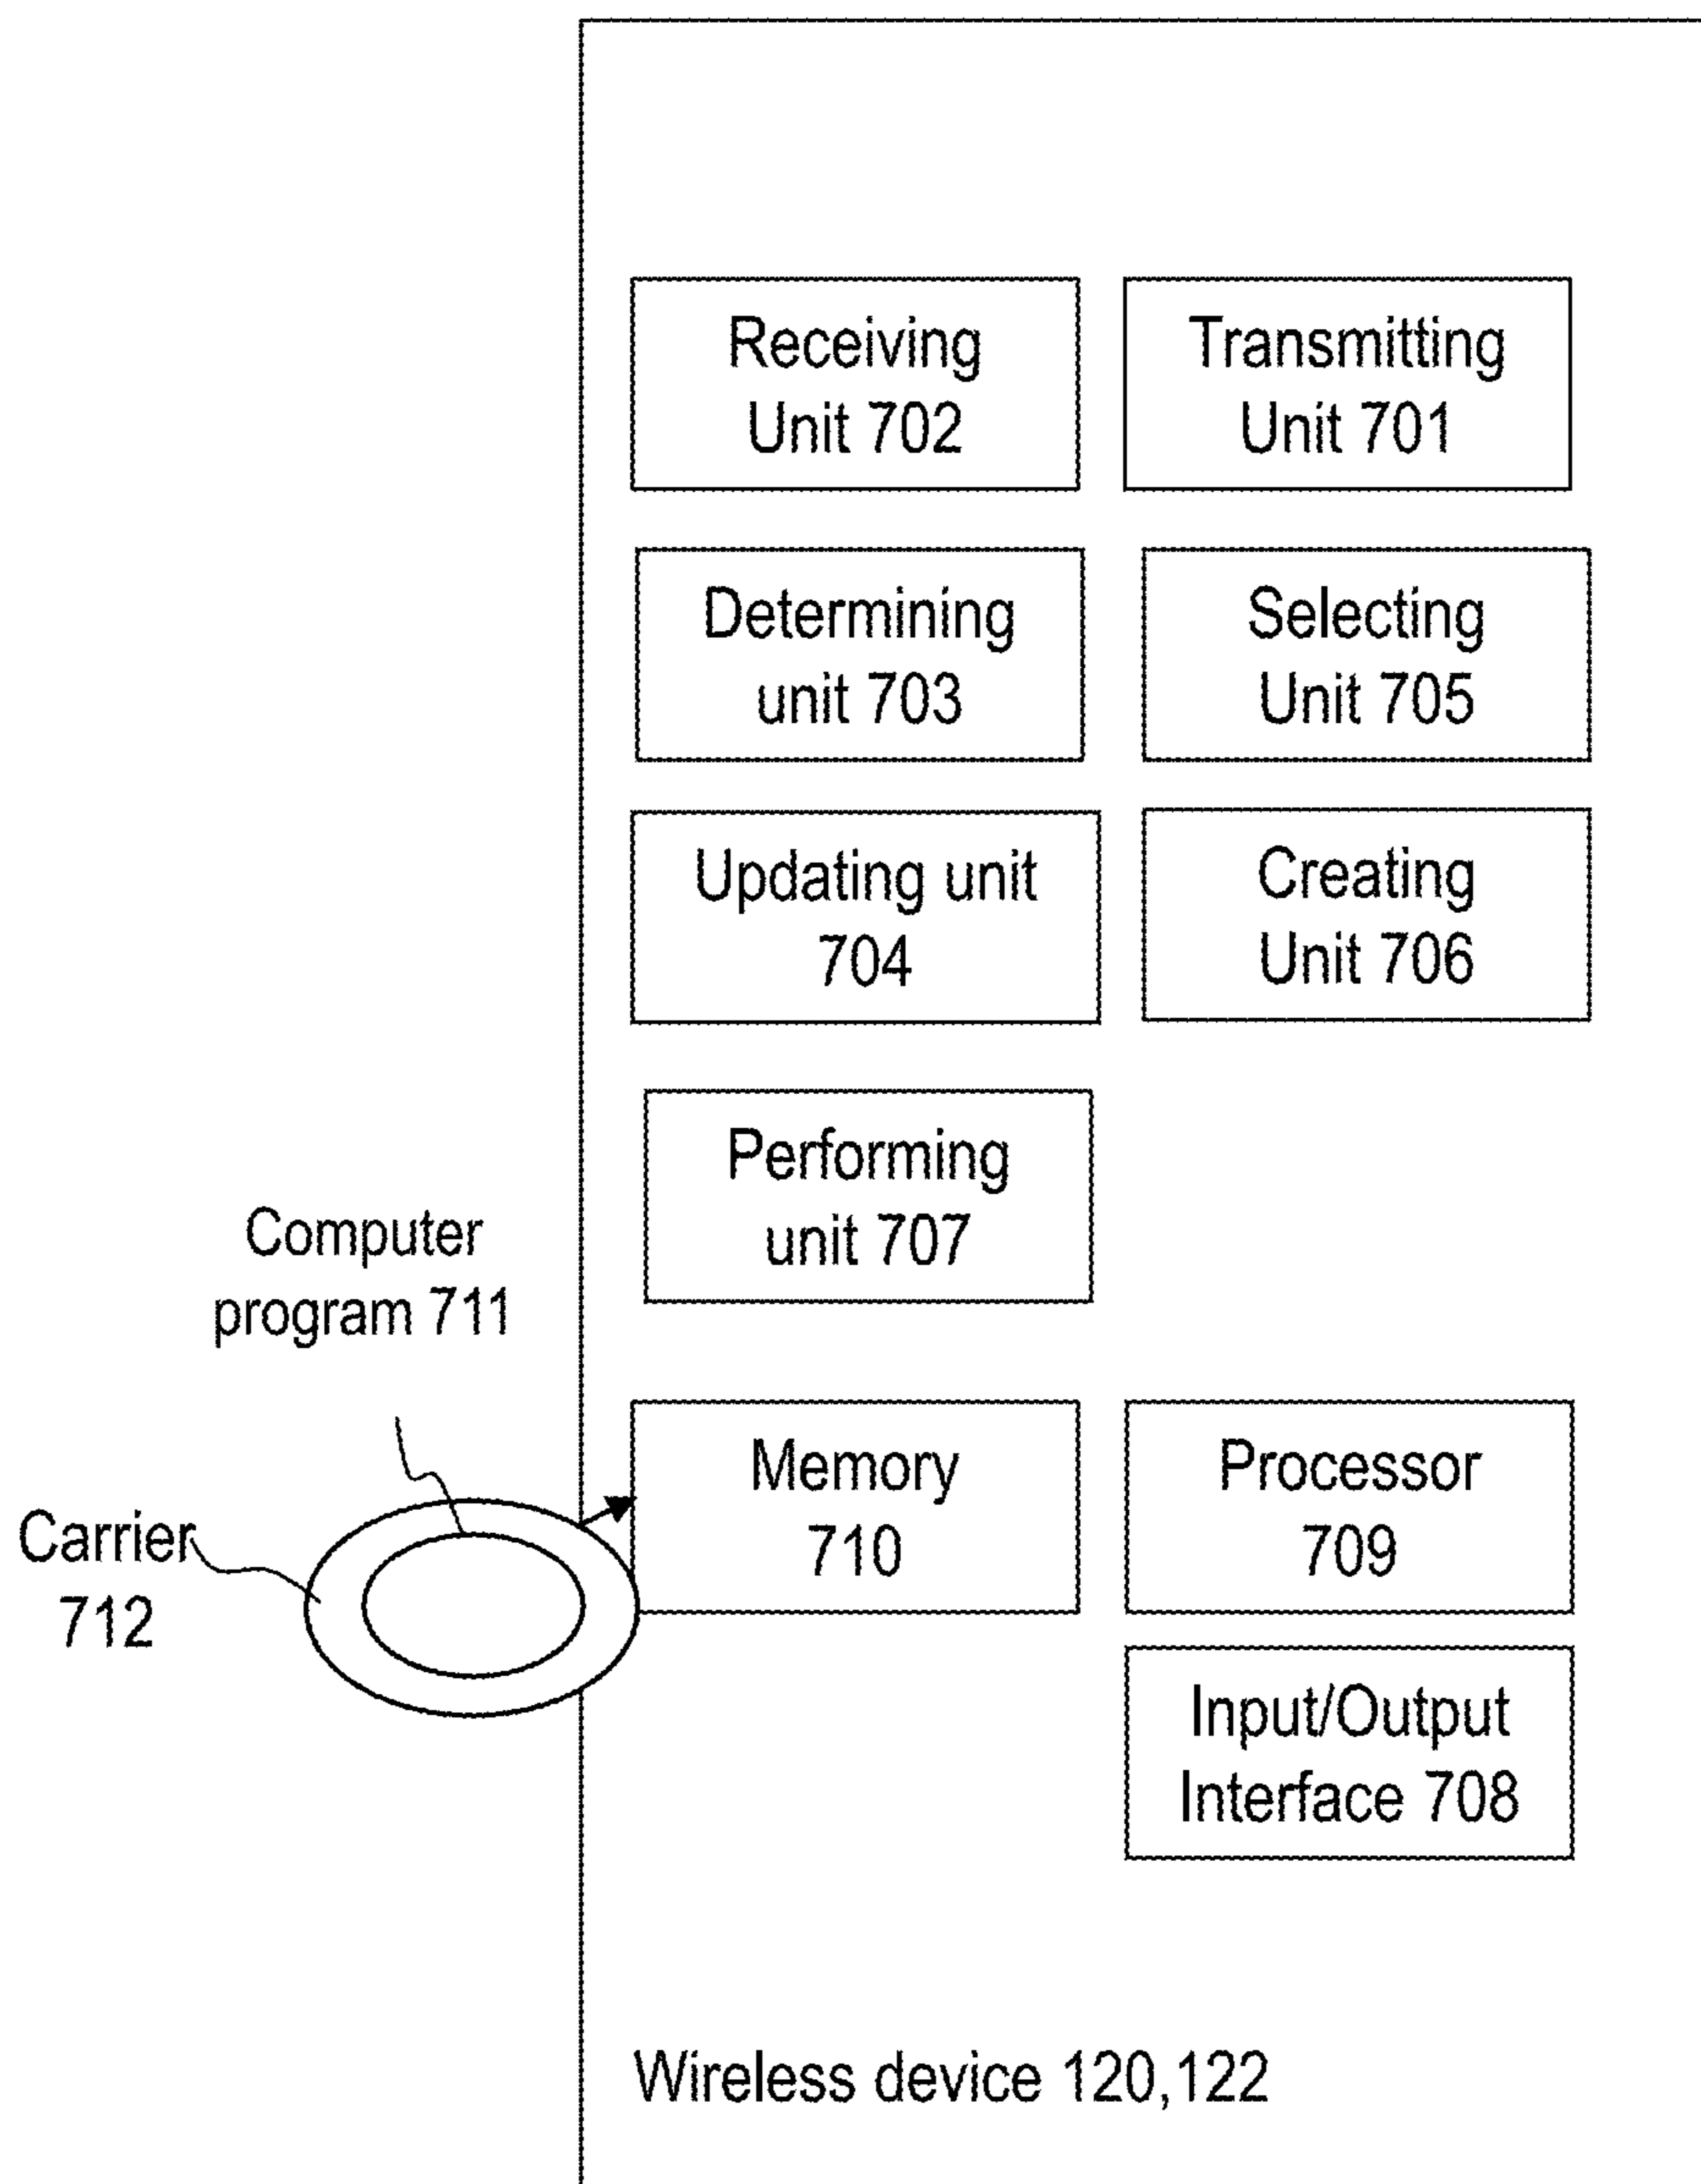 Receiving
Unit 702
Transmitting
Unit 701
Determining
unit 703
Selecting
Unit 705
Updating unit
704
Creating
Unit 706
Performing
unit 707
Computer
program 711
Memory
710
Processor
709
Carrier
712
Input/Output
Interface 708
Wireless device 120,122